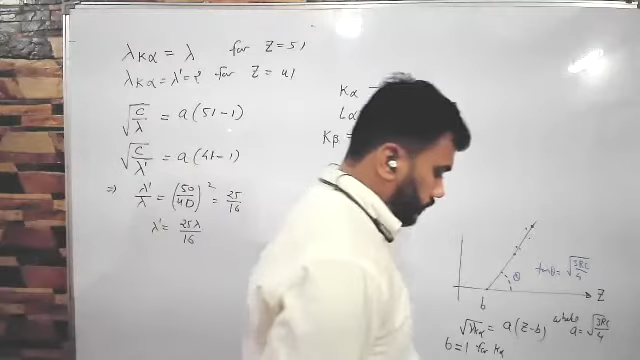 λKα = λ for Z = 51
λKα = λ' = ? for Z = 41
√(C/λ) = a(51-1)
√(C/λ') = a(41-1)
⇒ λ'/λ = (50/40)² = 25/16
λ' = 25λ/16
Kα
Lα
Kβ =
θ
tanθ = √(3RC/4)
b
Z
√νkα = a(Z-b) where a = √(3RC/4)
b = 1 for Kα